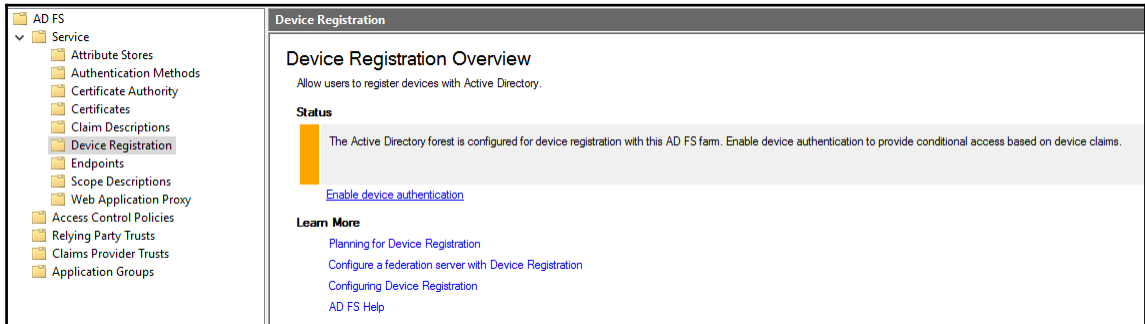 AD FS
Service
Attribute Stores
Authentication Methods
Certificate Authority
Certificates
Claim Descriptions
Device Registration
Endpoints
Scope Descriptions
Web Application Proxy
Access Control Policies
Relying Party Trusts
Claims Provider Trusts
Application Groups
Device Registration
Device Registration Overview
Allow users to register devices with Active Directory.
Status
The Active Directory forest is configured for device registration with this AD FS farm. Enable device authentication to provide conditional access based on device claims.
Enable device authentication
Learn More
Planning for Device Registration
Configure a federation server with Device Registration
Configuring Device Registration
AD FS Help